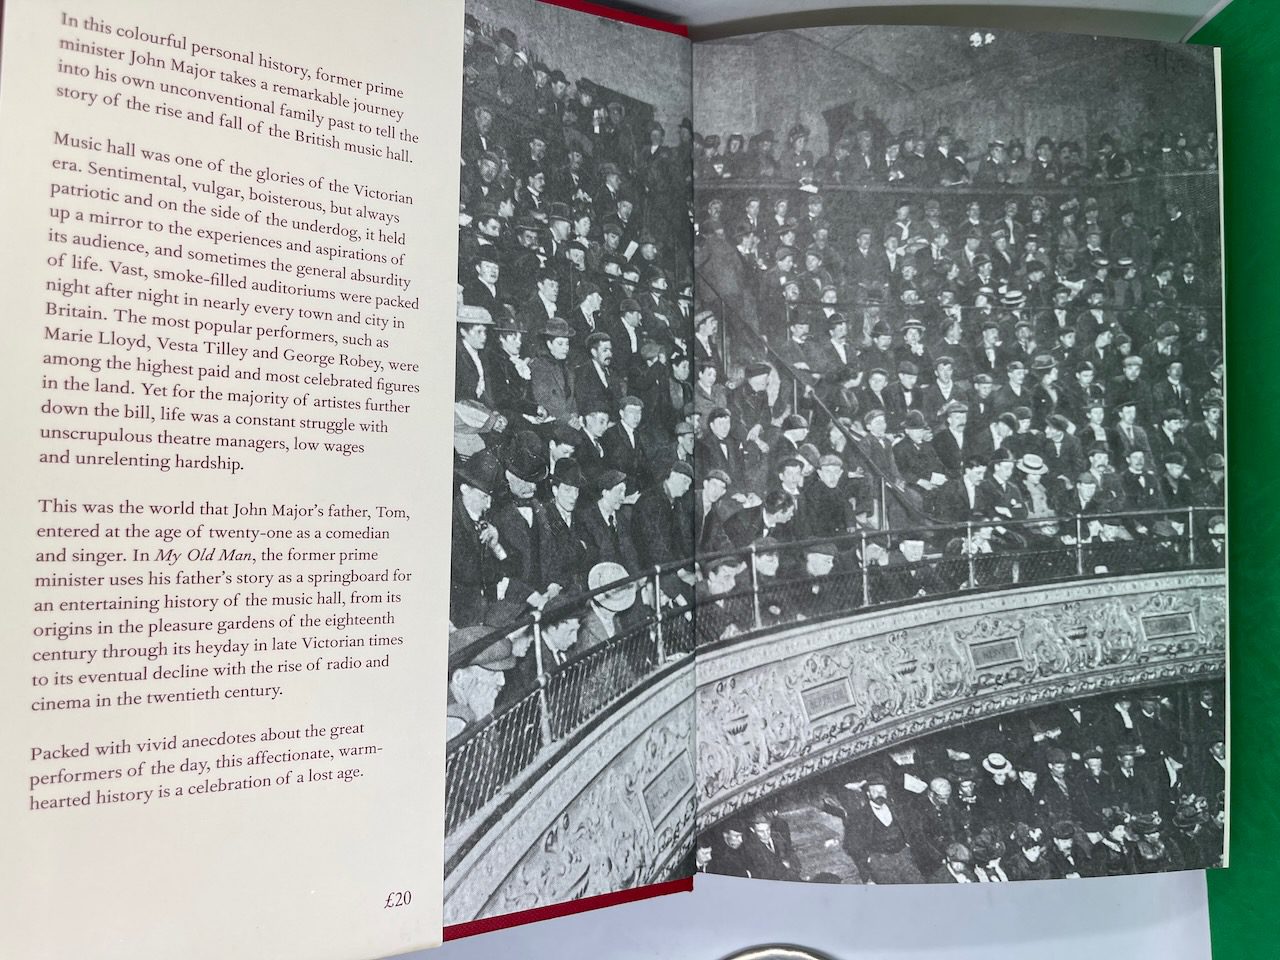 In this colourful personal history, former prime
minister John Major takes a remarkable journey
into his own unconventional family past to tell the
story of the rise and fall of the British music hall.
Music hall was one of the glories of the Victorian
era. Sentimental, vulgar, boisterous, but always
patriotic and on the side of the underdog, it held
up a mirror to the experiences and aspirations of
its audience, and sometimes the general absurdity
of life. Vast, smoke-filled auditoriums were packed
night after night in nearly every town and city in
Britain. The most popular performers, such as
Marie Lloyd, Vesta Tilley and George Robey, were
among the highest paid and most celebrated figures
in the land. Yet for the majority of artistes further
down the bill, life was a constant struggle with
unscrupulous theatre managers, low wages
and unrelenting hardship.
This was the world that John Major's father, Tom,
entered at the age of twenty-one as a comedian
and singer. In My Old Man, the former prime
minister uses his father's story as a springboard for
an entertaining history of the music hall, from its
origins in the pleasure gardens of the eighteenth
century through its heyday in late Victorian times
to its eventual decline with the rise of radio and
cinema in the twentieth century.
Packed with vivid anecdotes about the great
performers of the day, this affectionate, warm-
hearted history is a celebration of a lost age.
£20